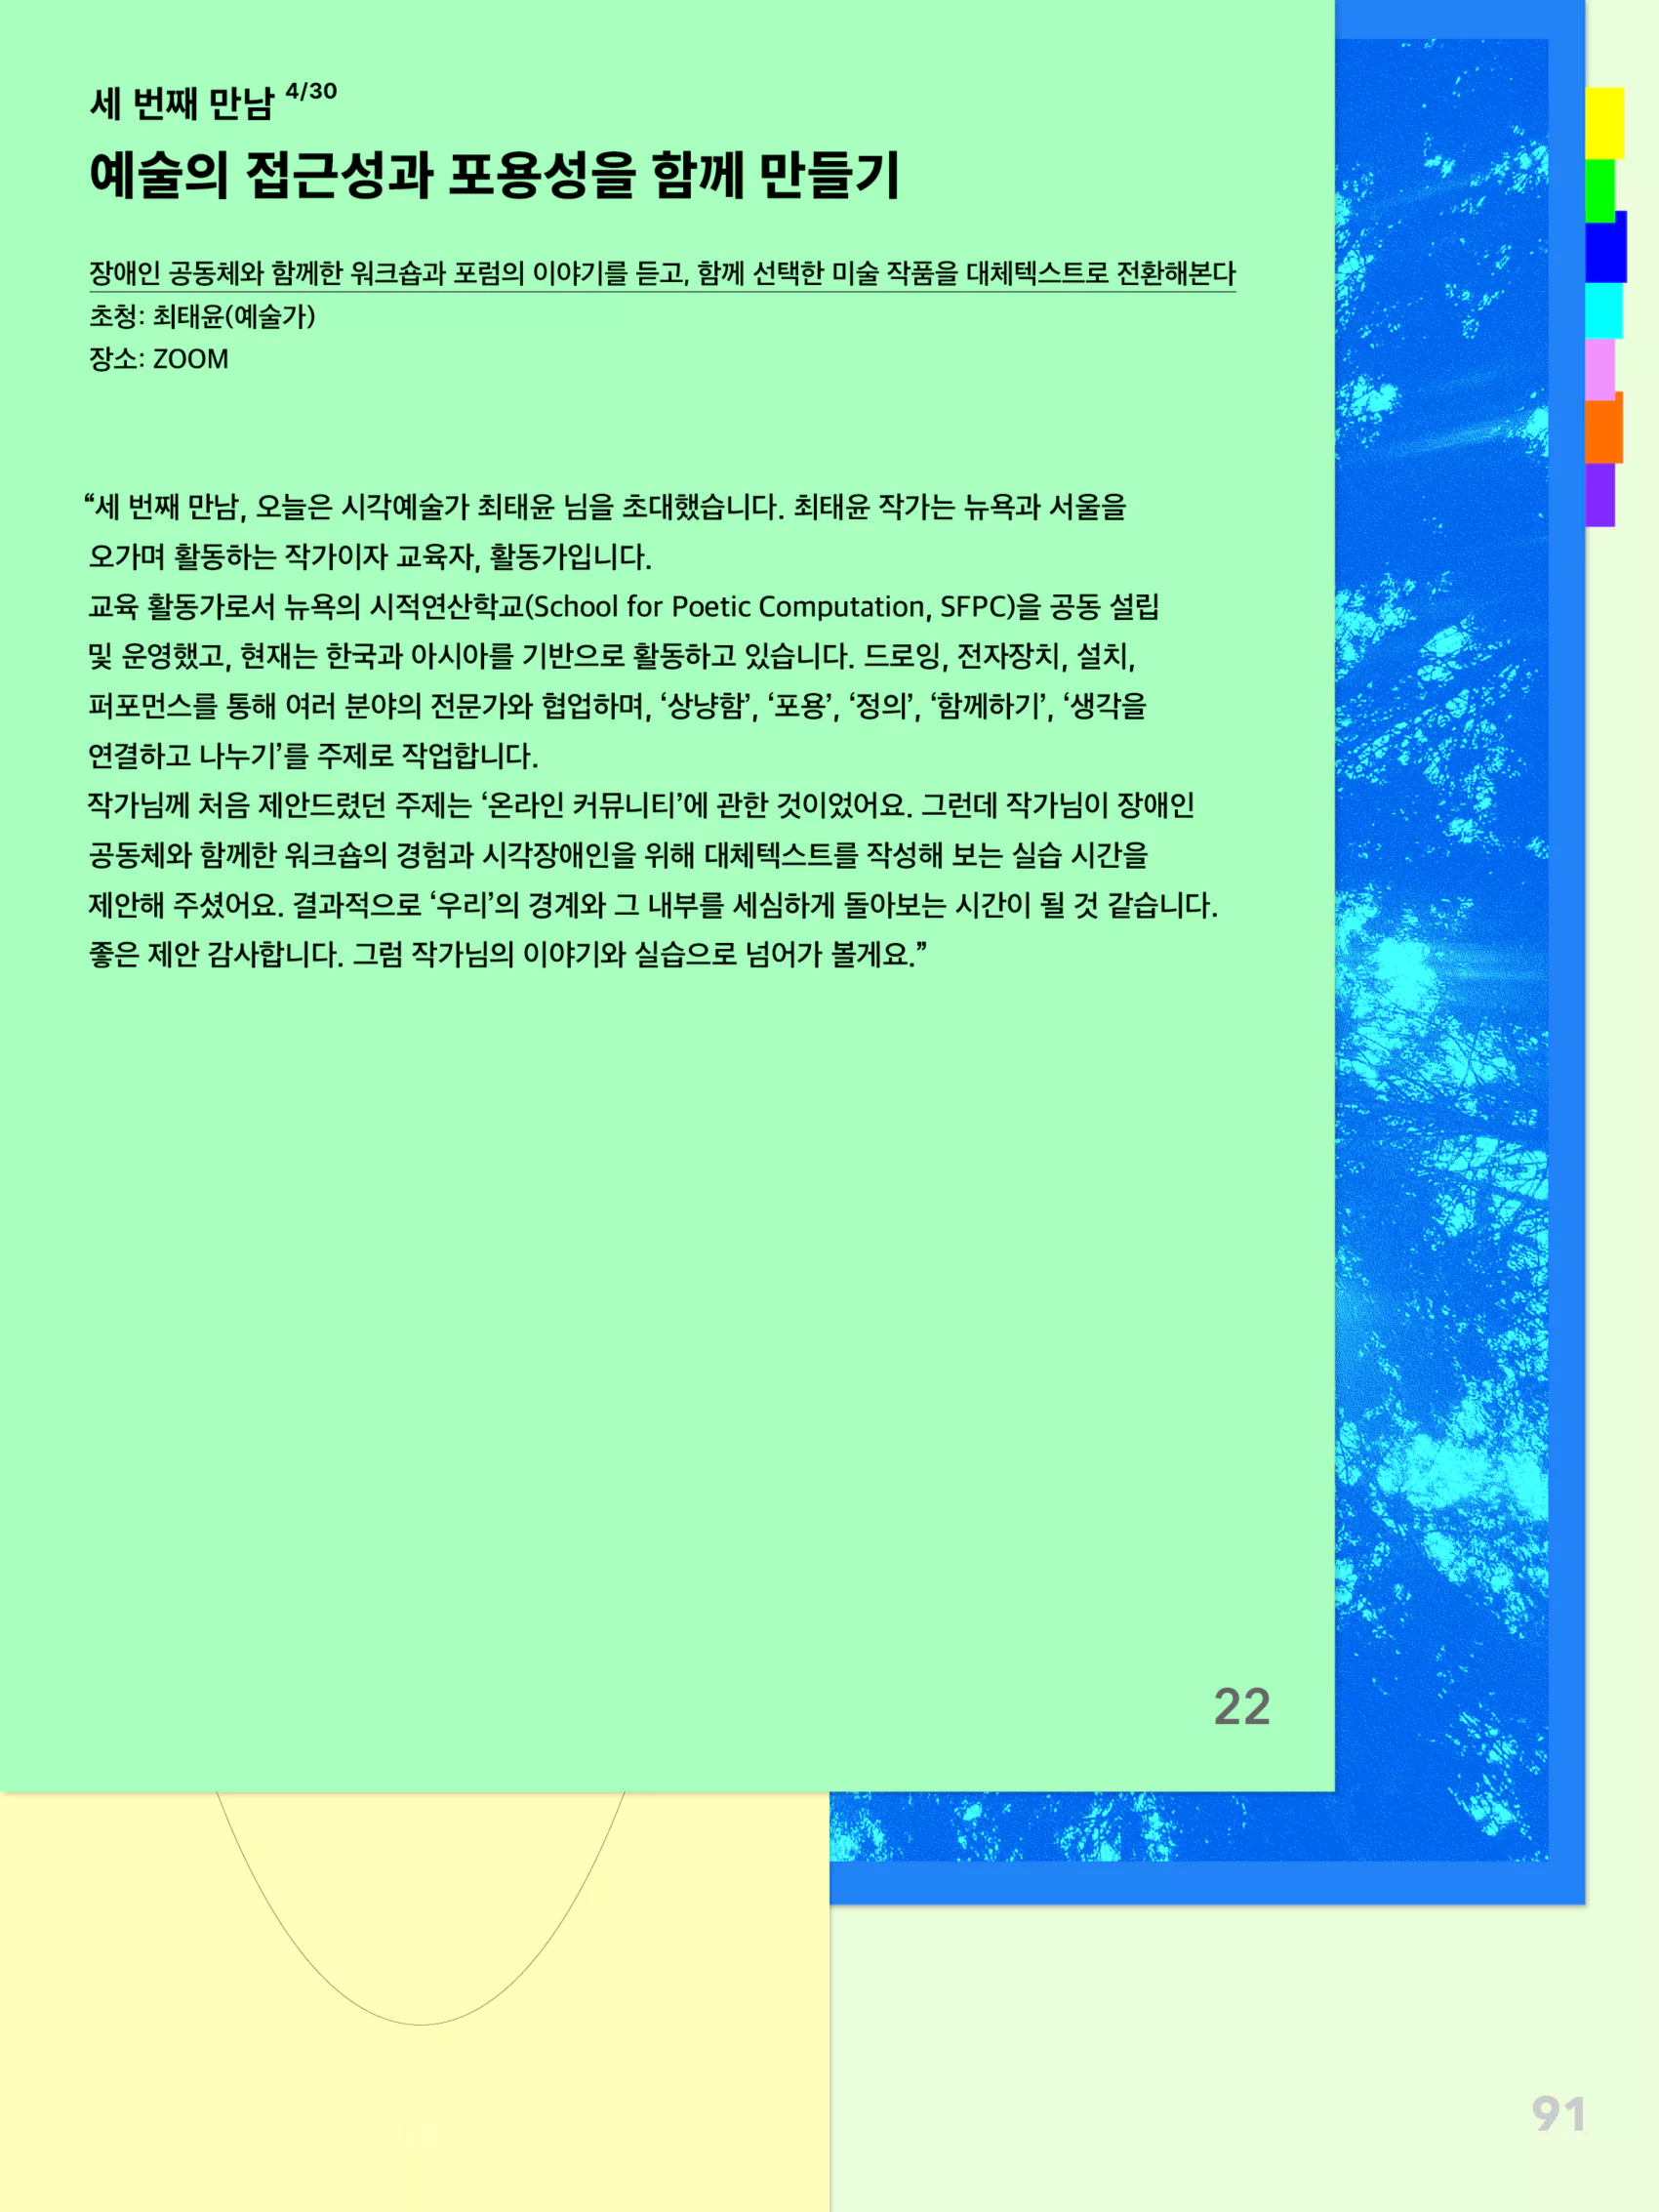 세 번째 만남 4/30
예술의 접근성과 포용성을 함께 만들기
장애인 공동체와 함께한 워크숍과 포럼의 이야기를 듣고, 함께 선택한 미술 작품을 대체텍스트로 전환해본다
초청: 최태윤(예술가)
장소: ZOOM
“세 번째 만남, 오늘은 시각예술가 최태윤 님을 초대했습니다. 최태윤 작가는 뉴욕과 서울을
오가며 활동하는 작가이자 교육자, 활동가입니다.
교육 활동가로서 뉴욕의 시적연산학교(School for Poetic Computation, SFPC)을 공동 설립
및 운영했고, 현재는 한국과 아시아를 기반으로 활동하고 있습니다. 드로잉, 전자장치, 설치,
퍼포먼스를 통해 여러 분야의 전문가와 협업하며, ‘상냥함’, ‘포용’, ‘정의’, ‘함께하기’, ‘생각을
연결하고 나누기’를 주제로 작업합니다.
작가님께 처음 제안드렸던 주제는 ‘온라인 커뮤니티’에 관한 것이었어요. 그런데 작가님이 장애인
공동체와 함께한 워크숍의 경험과 시각장애인을 위해 대체텍스트를 작성해 보는 실습 시간을
제안해 주셨어요. 결과적으로 ‘우리’의 경계와 그 내부를 세심하게 돌아보는 시간이 될 것 같습니다.
좋은 제안 감사합니다. 그럼 작가님의 이야기와 실습으로 넘어가 볼게요.”
22
91